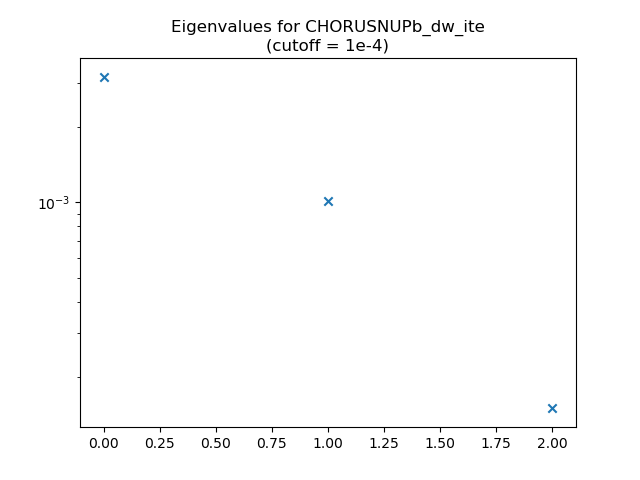 Eigenvalues for CHORUSNUPb_dw_ite
(cutoff = 1e-4)
10⁻³
0.00 0.25 0.50 0.75 1.00 1.25 1.50 1.75 2.00